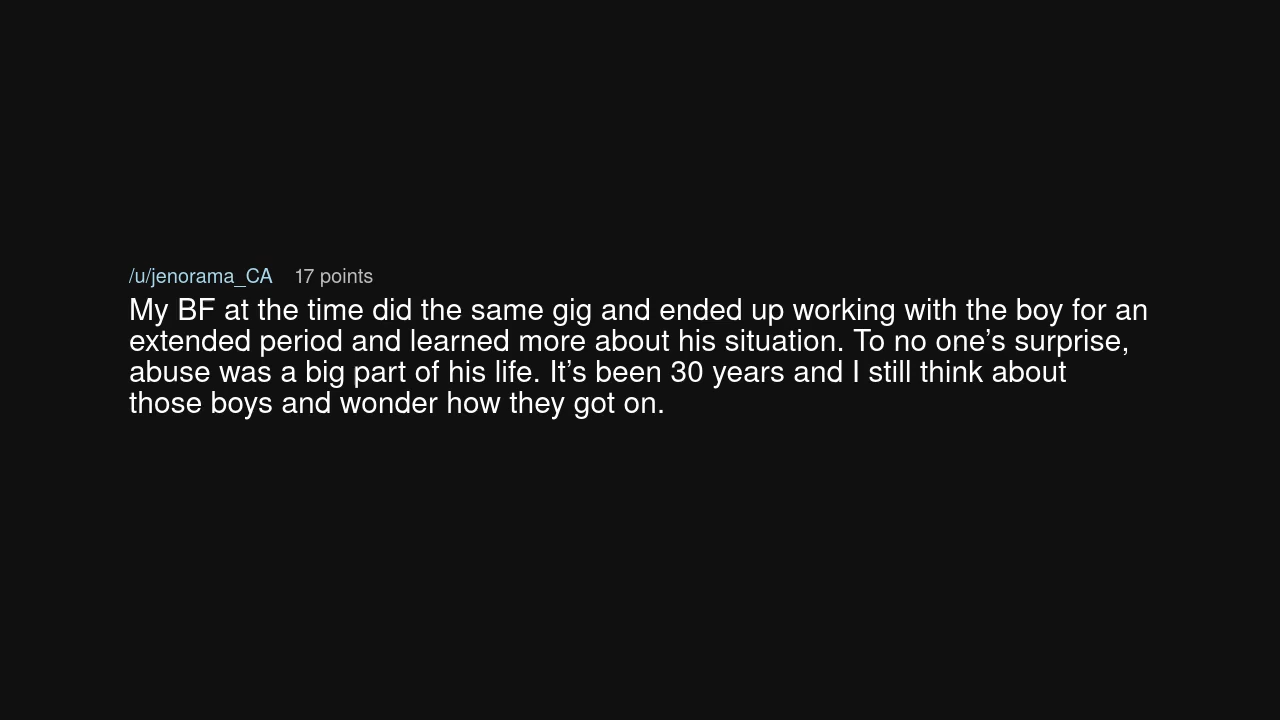 /u/jenorama_CA 17 points
My BF at the time did the same gig and ended up working with the boy for an
extended period and learned more about his situation. To no one’s surprise,
abuse was a big part of his life. It’s been 30 years and I still think about
those boys and wonder how they got on.